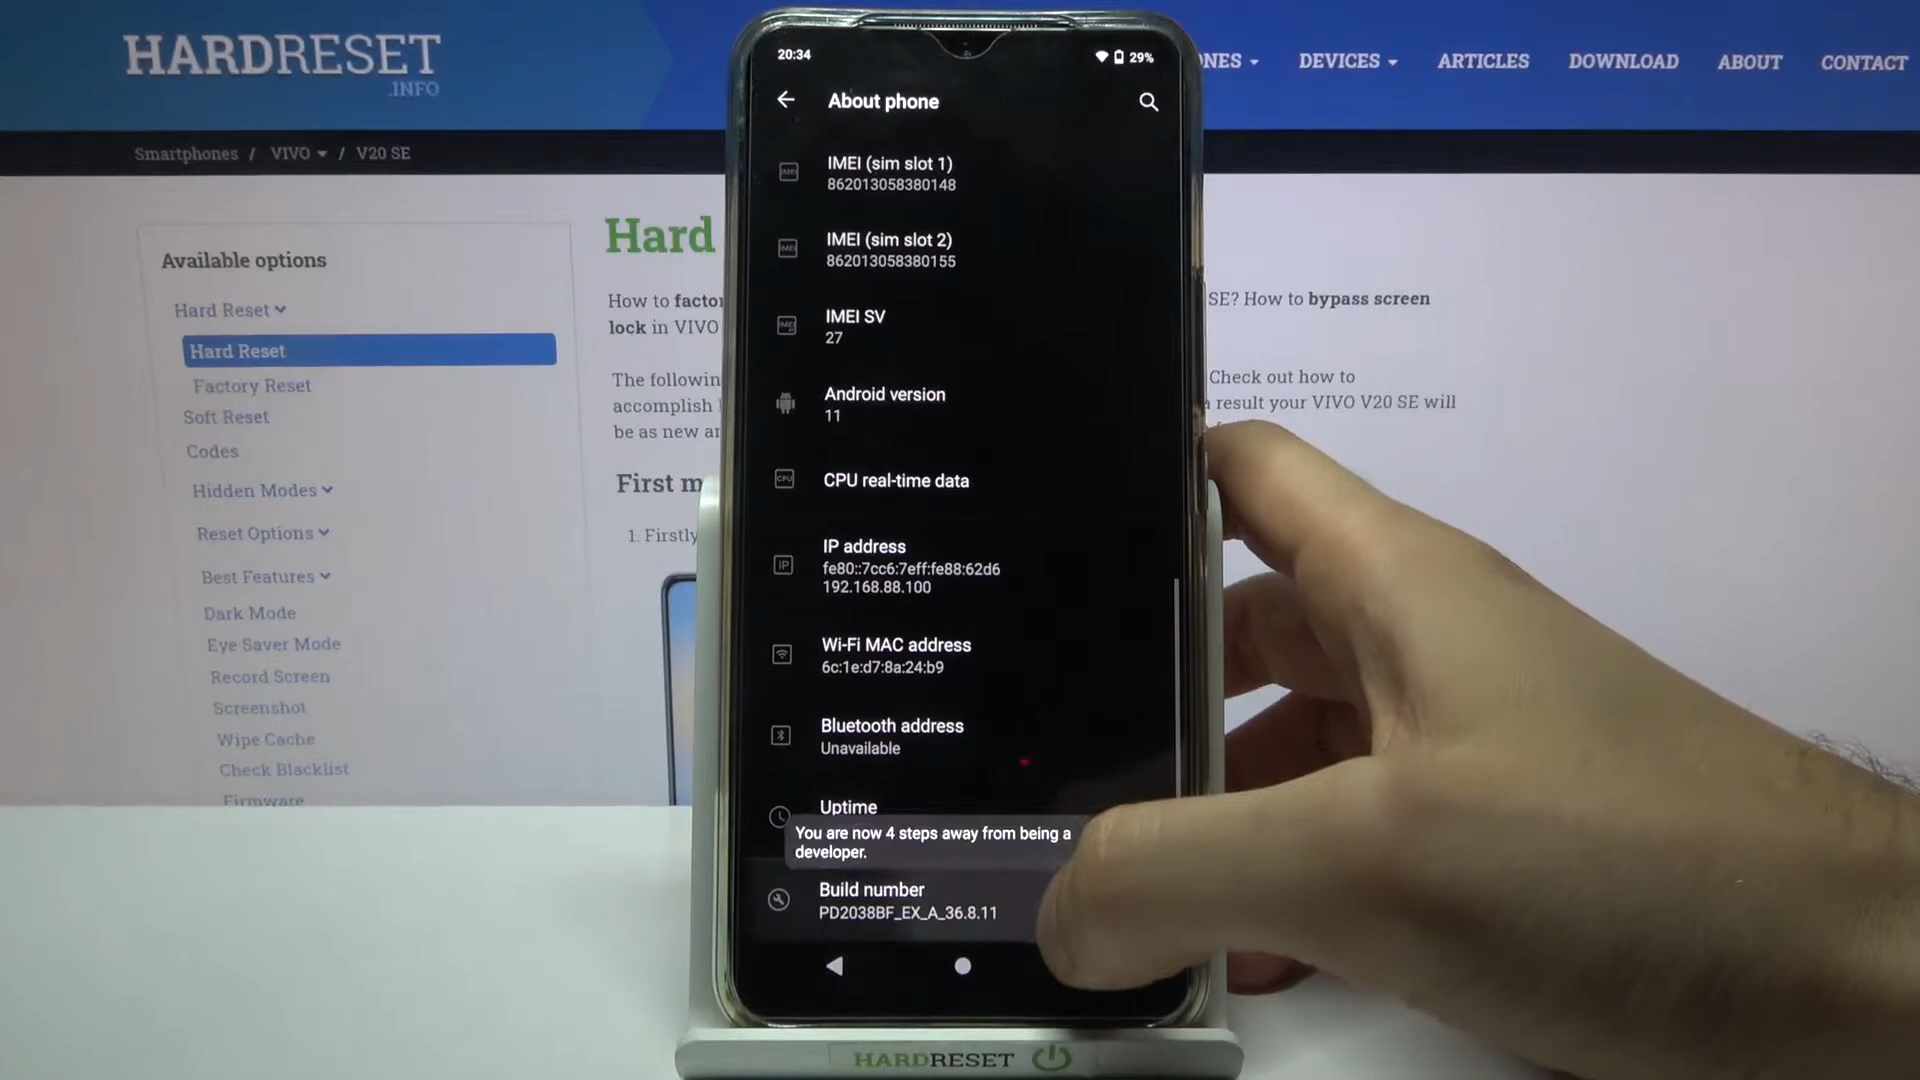 HARDRESET
.INFO
NES
DEVICES
ARTICLES
DOWNLOAD
ABOUT
CONTACT
Smartphones / VIVO / V20 SE
Available options
Hard Reset
Hard Reset
Factory Reset
Soft Reset
Codes
Hidden Modes
Reset Options
Best Features
Dark Mode
Eye Saver Mode
Record Screen
Screenshot
Wipe Cache
Check Blacklist
Firmware
Hard
How to
lock in VIVO
SE? How to bypass screen
accomplish
be as new
Check out how to
result your VIVO V20 SE will
First
1. Firstly
20:34
29%
About phone
IMEI (sim slot 1)
862013058380148
IMEI (sim slot 2)
862013058380155
IMEI SV
27
Android version
11
CPU
CPU real-time data
IP
IP address
fe80::7cc6:7eff:fe88:62d6
192.168.88.100
Wi-Fi MAC address
6c:1e:d7:8a:24:b9
Bluetooth address
Unavailable
Uptime
You are now 4 steps away from being a
developer.
Build number
PD2038BF_EX_A_36.8.11
HARDRESET